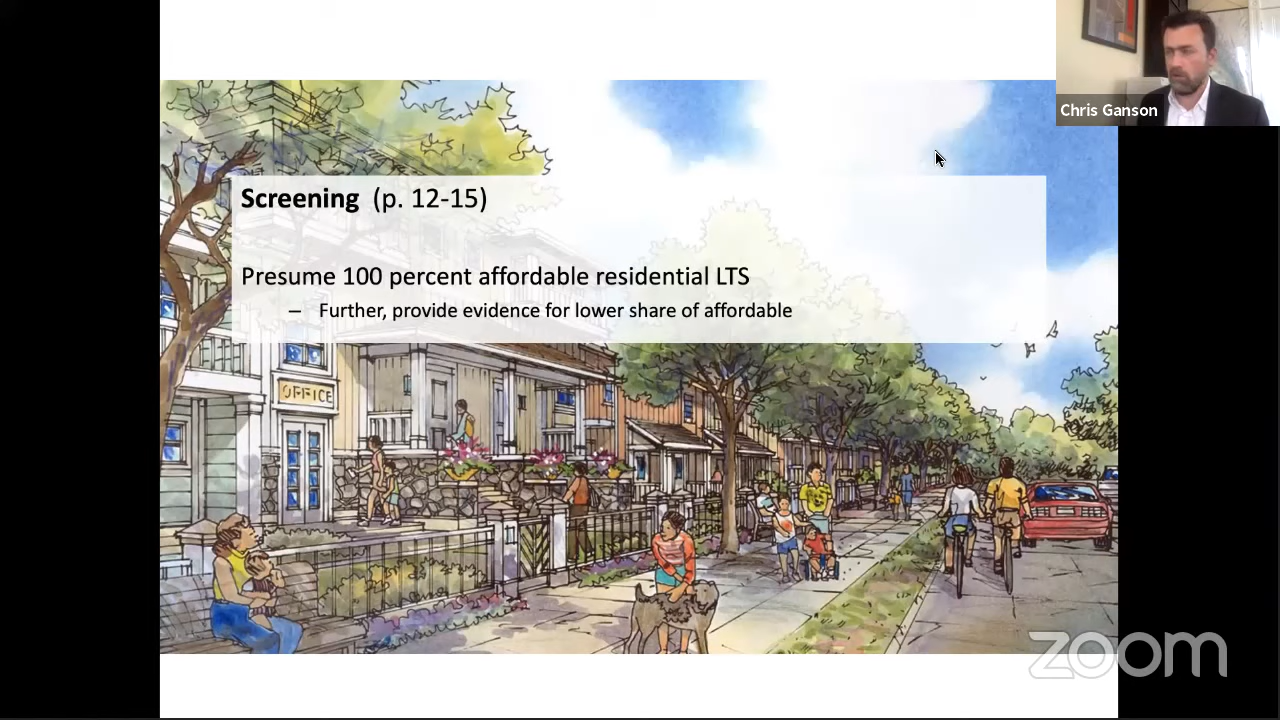 Chris Ganson
Screening (p. 12-15)
Presume 100 percent affordable residential LTS
– Further, provide evidence for lower share of affordable
OFFICE
zoom